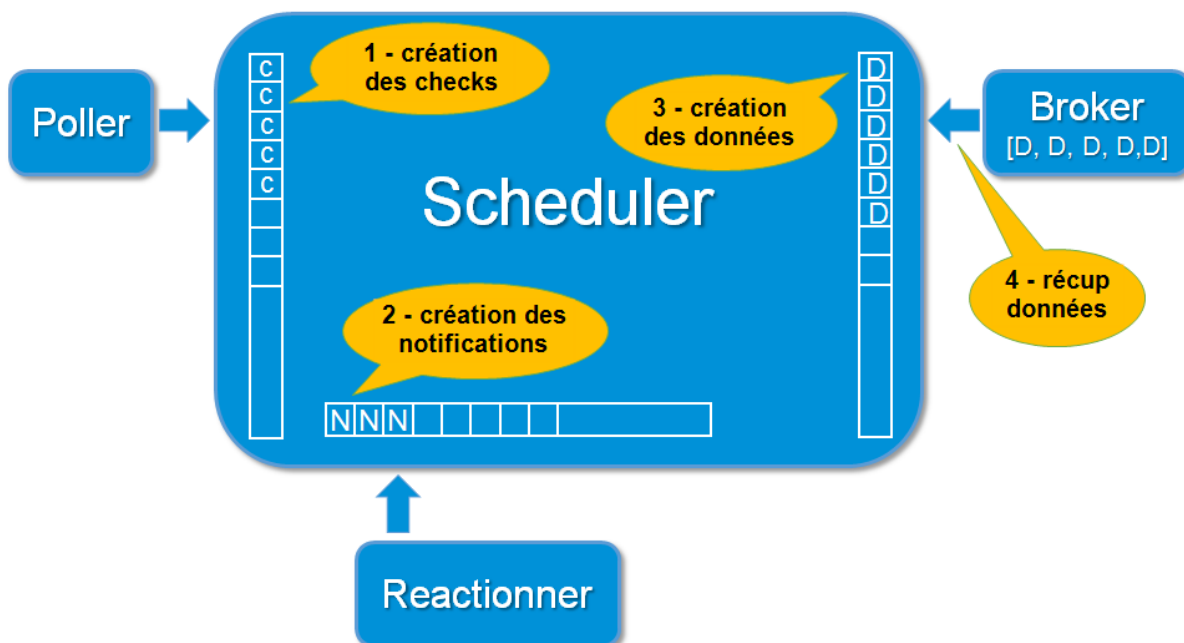 1 - création
des checks
C
C
C
C
C
Poller
Scheduler
3 - création
des données
D
D
D
D
D
D
Broker
[D, D, D, D,D]
4 - récup
données
2 - création des
notifications
N N N
Reactionner